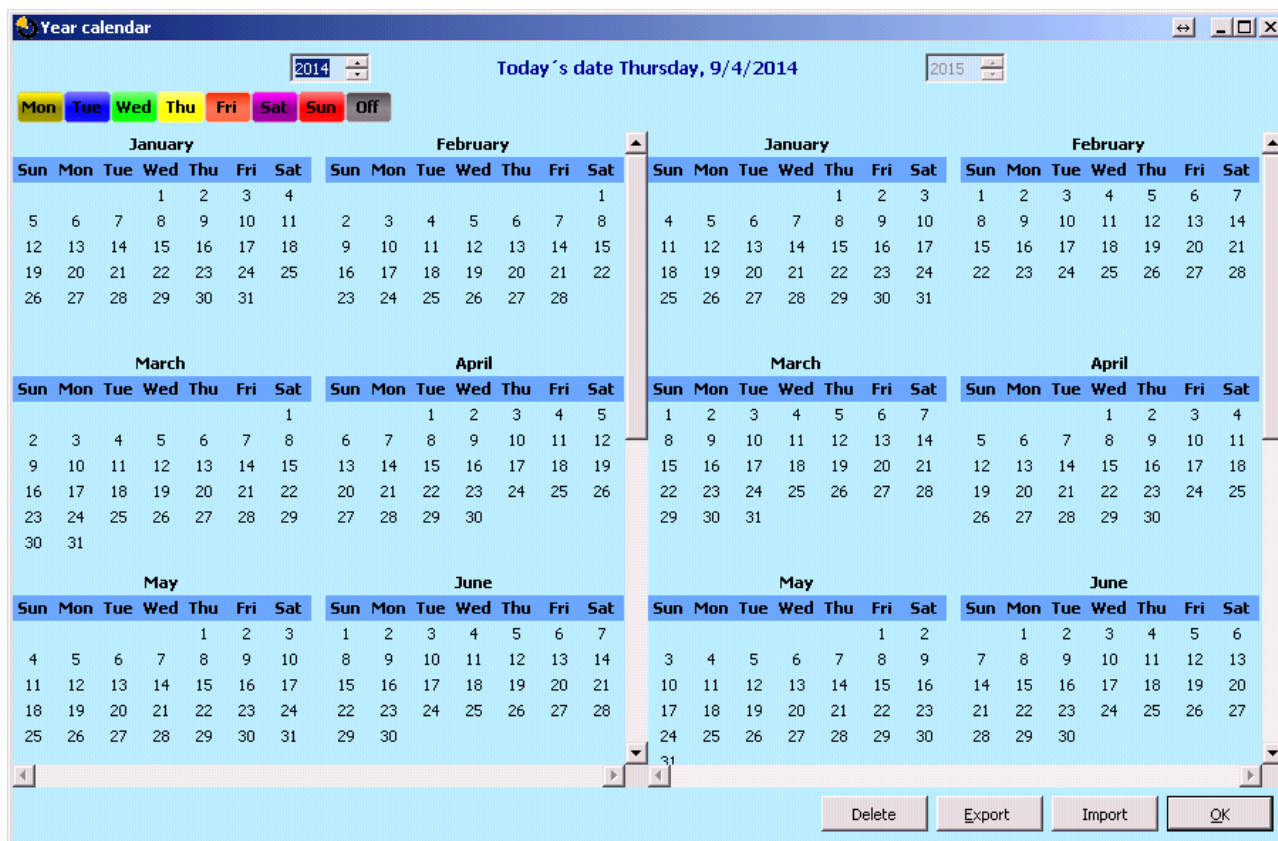 Year calendar
2014 Today´s date Thursday, 9/4/2014 2015
Mon Tue Wed Thu Fri Sat Sun Off
January February January February
Sun Mon Tue Wed Thu Fri Sat Sun Mon Tue Wed Thu Fri Sat Sun Mon Tue Wed Thu Fri Sat Sun Mon Tue Wed Thu Fri Sat
1 2 3 4 1 1 2 3 1 2 3 4 5 6 7
5 6 7 8 9 10 11 2 3 4 5 6 7 8 4 5 6 7 8 9 10 8 9 10 11 12 13 14
12 13 14 15 16 17 18 9 10 11 12 13 14 15 11 12 13 14 15 16 17 15 16 17 18 19 20 21
19 20 21 22 23 24 25 16 17 18 19 20 21 22 18 19 20 21 22 23 24 22 23 24 25 26 27 28
26 27 28 29 30 31 23 24 25 26 27 28 25 26 27 28 29 30 31
March April March April
Sun Mon Tue Wed Thu Fri Sat Sun Mon Tue Wed Thu Fri Sat Sun Mon Tue Wed Thu Fri Sat Sun Mon Tue Wed Thu Fri Sat
1 1 2 3 4 5 1 2 3 4 5 6 7 1 2 3 4
2 3 4 5 6 7 8 6 7 8 9 10 11 12 8 9 10 11 12 13 14 5 6 7 8 9 10 11
9 10 11 12 13 14 15 13 14 15 16 17 18 19 15 16 17 18 19 20 21 12 13 14 15 16 17 18
16 17 18 19 20 21 22 20 21 22 23 24 25 26 22 23 24 25 26 27 28 19 20 21 22 23 24 25
23 24 25 26 27 28 29 27 28 29 30 29 30 31 26 27 28 29 30
30 31
May June May June
Sun Mon Tue Wed Thu Fri Sat Sun Mon Tue Wed Thu Fri Sat Sun Mon Tue Wed Thu Fri Sat Sun Mon Tue Wed Thu Fri Sat
1 2 3 1 2 3 4 5 6 7 1 2 1 2 3 4 5 6
4 5 6 7 8 9 10 8 9 10 11 12 13 14 3 4 5 6 7 8 9 7 8 9 10 11 12 13
11 12 13 14 15 16 17 15 16 17 18 19 20 21 10 11 12 13 14 15 16 14 15 16 17 18 19 20
18 19 20 21 22 23 24 22 23 24 25 26 27 28 17 18 19 20 21 22 23 21 22 23 24 25 26 27
25 26 27 28 29 30 31 29 30 24 25 26 27 28 29 30 28 29 30
31
Delete Export Import OK